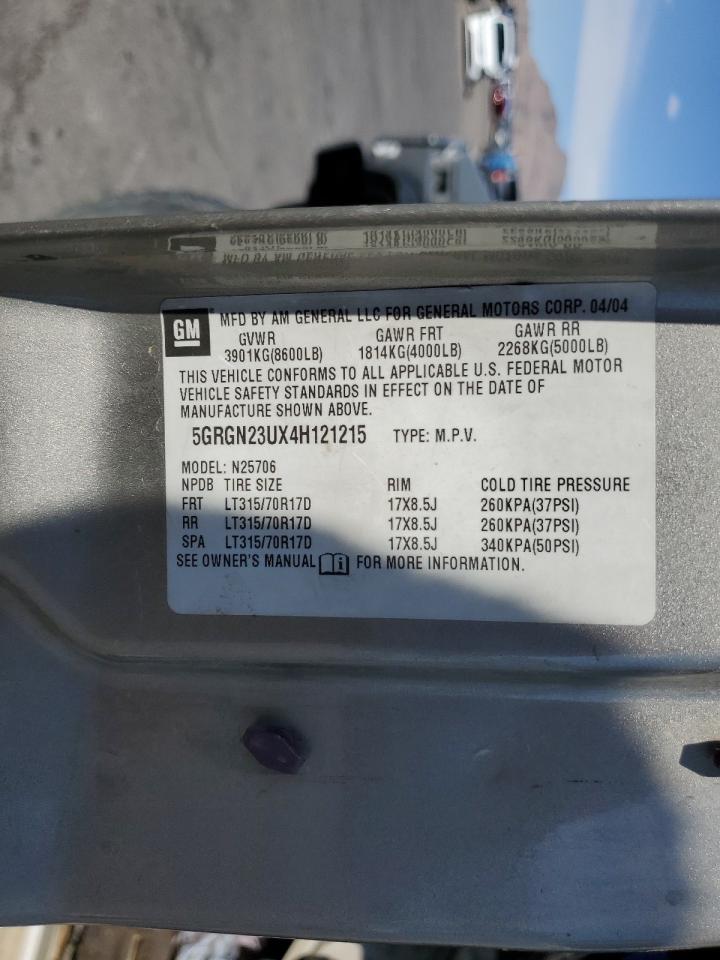 GM MFD BY AM GENERAL LLC FOR GENERAL MOTORS CORP. 04/04
GVWR GAWR FRT GAWR RR
3901KG(8600LB) 1814KG(4000LB) 2268KG(5000LB)
THIS VEHICLE CONFORMS TO ALL APPLICABLE U.S. FEDERAL MOTOR
VEHICLE SAFETY STANDARDS IN EFFECT ON THE DATE OF
MANUFACTURE SHOWN ABOVE.
5GRGN23UX4H121215 TYPE: M.P.V.
MODEL: N25706
NPDB TIRE SIZE RIM COLD TIRE PRESSURE
FRT LT315/70R17D 17X8.5J 260KPA(37PSI)
RR LT315/70R17D 17X8.5J 260KPA(37PSI)
SPA LT315/70R17D 17X8.5J 340KPA(50PSI)
SEE OWNER'S MANUAL i FOR MORE INFORMATION.